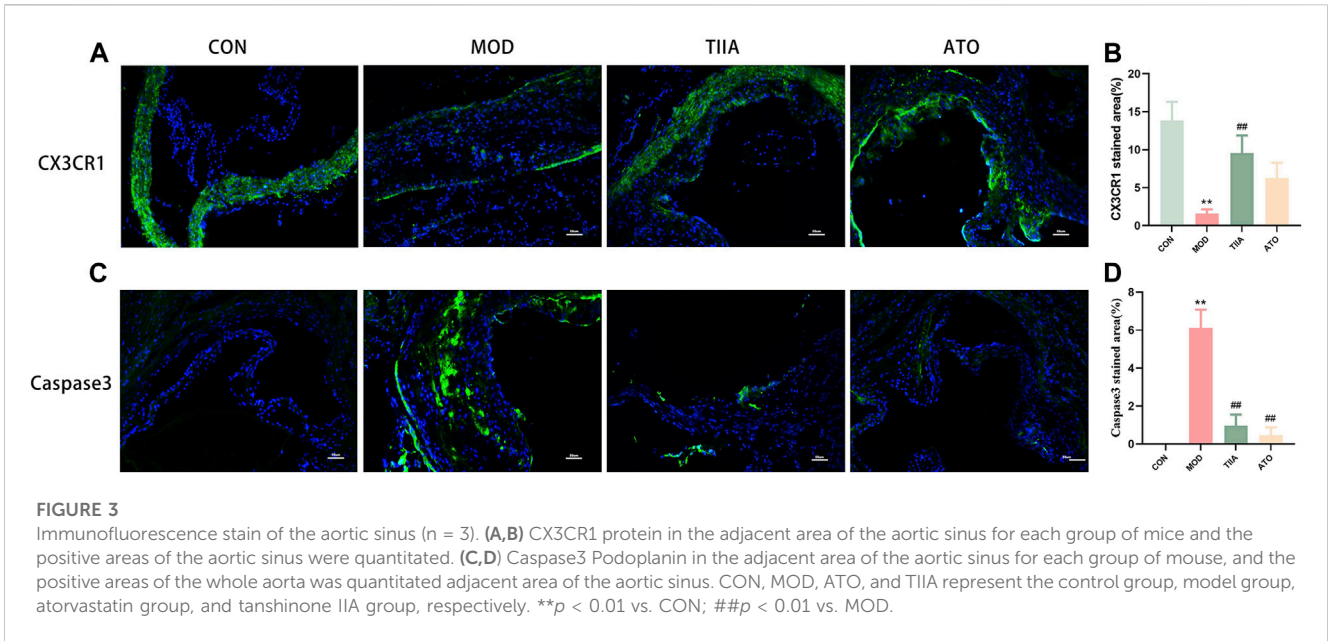 CON MOD TIIA ATO
A
CX3CR1
B
CX3CR1 stained area(%)
20
15
10
5
0
**
##
CON MOD TIIA ATO
C
Caspase3
D
Caspase3 stained area(%)
8
6
4
2
0
**
##
##
CON MOD TIIA ATO
FIGURE 3
Immunofluorescence stain of the aortic sinus (n = 3). (A,B) CX3CR1 protein in the adjacent area of the aortic sinus for each group of mice and the
positive areas of the aortic sinus were quantitated. (C,D) Caspase3 Podoplanin in the adjacent area of the aortic sinus for each group of mouse, and the
positive areas of the whole aorta was quantitated adjacent area of the aortic sinus. CON, MOD, ATO, and TIIA represent the control group, model group,
atorvastatin group, and tanshinone IIA group, respectively. **p < 0.01 vs. CON; ##p < 0.01 vs. MOD.